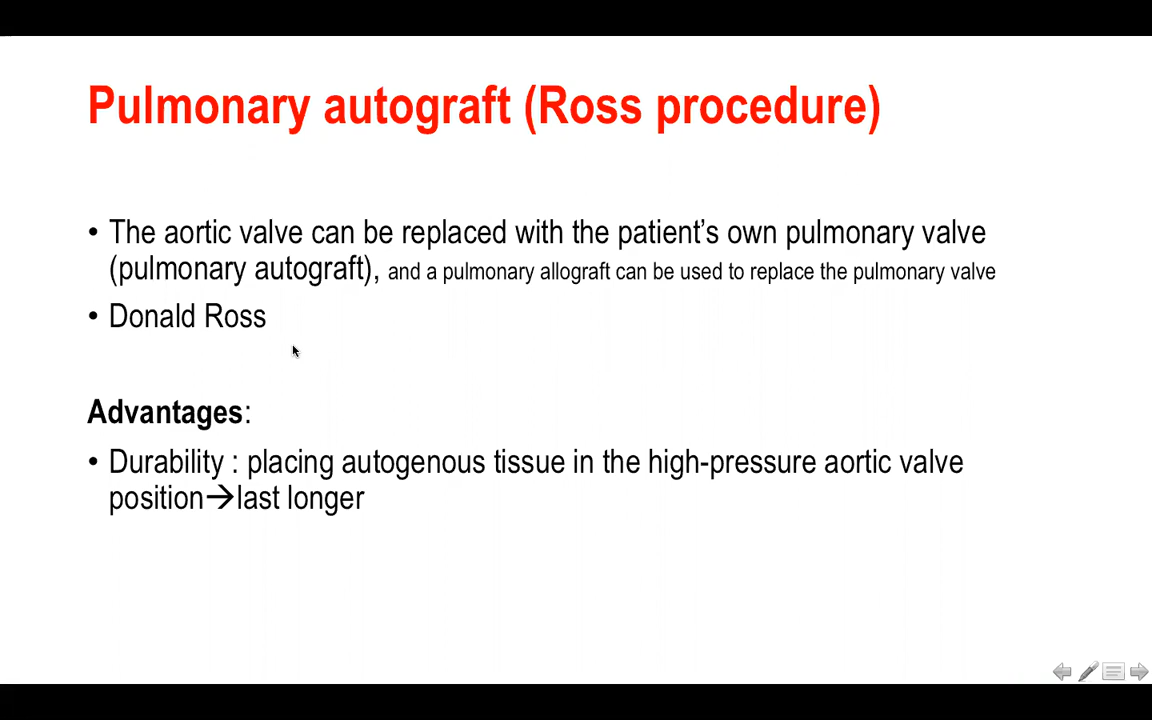 Pulmonary autograft (Ross procedure)
• The aortic valve can be replaced with the patient’s own pulmonary valve
(pulmonary autograft), and a pulmonary allograft can be used to replace the pulmonary valve
• Donald Ross
Advantages:
• Durability : placing autogenous tissue in the high-pressure aortic valve
position→last longer